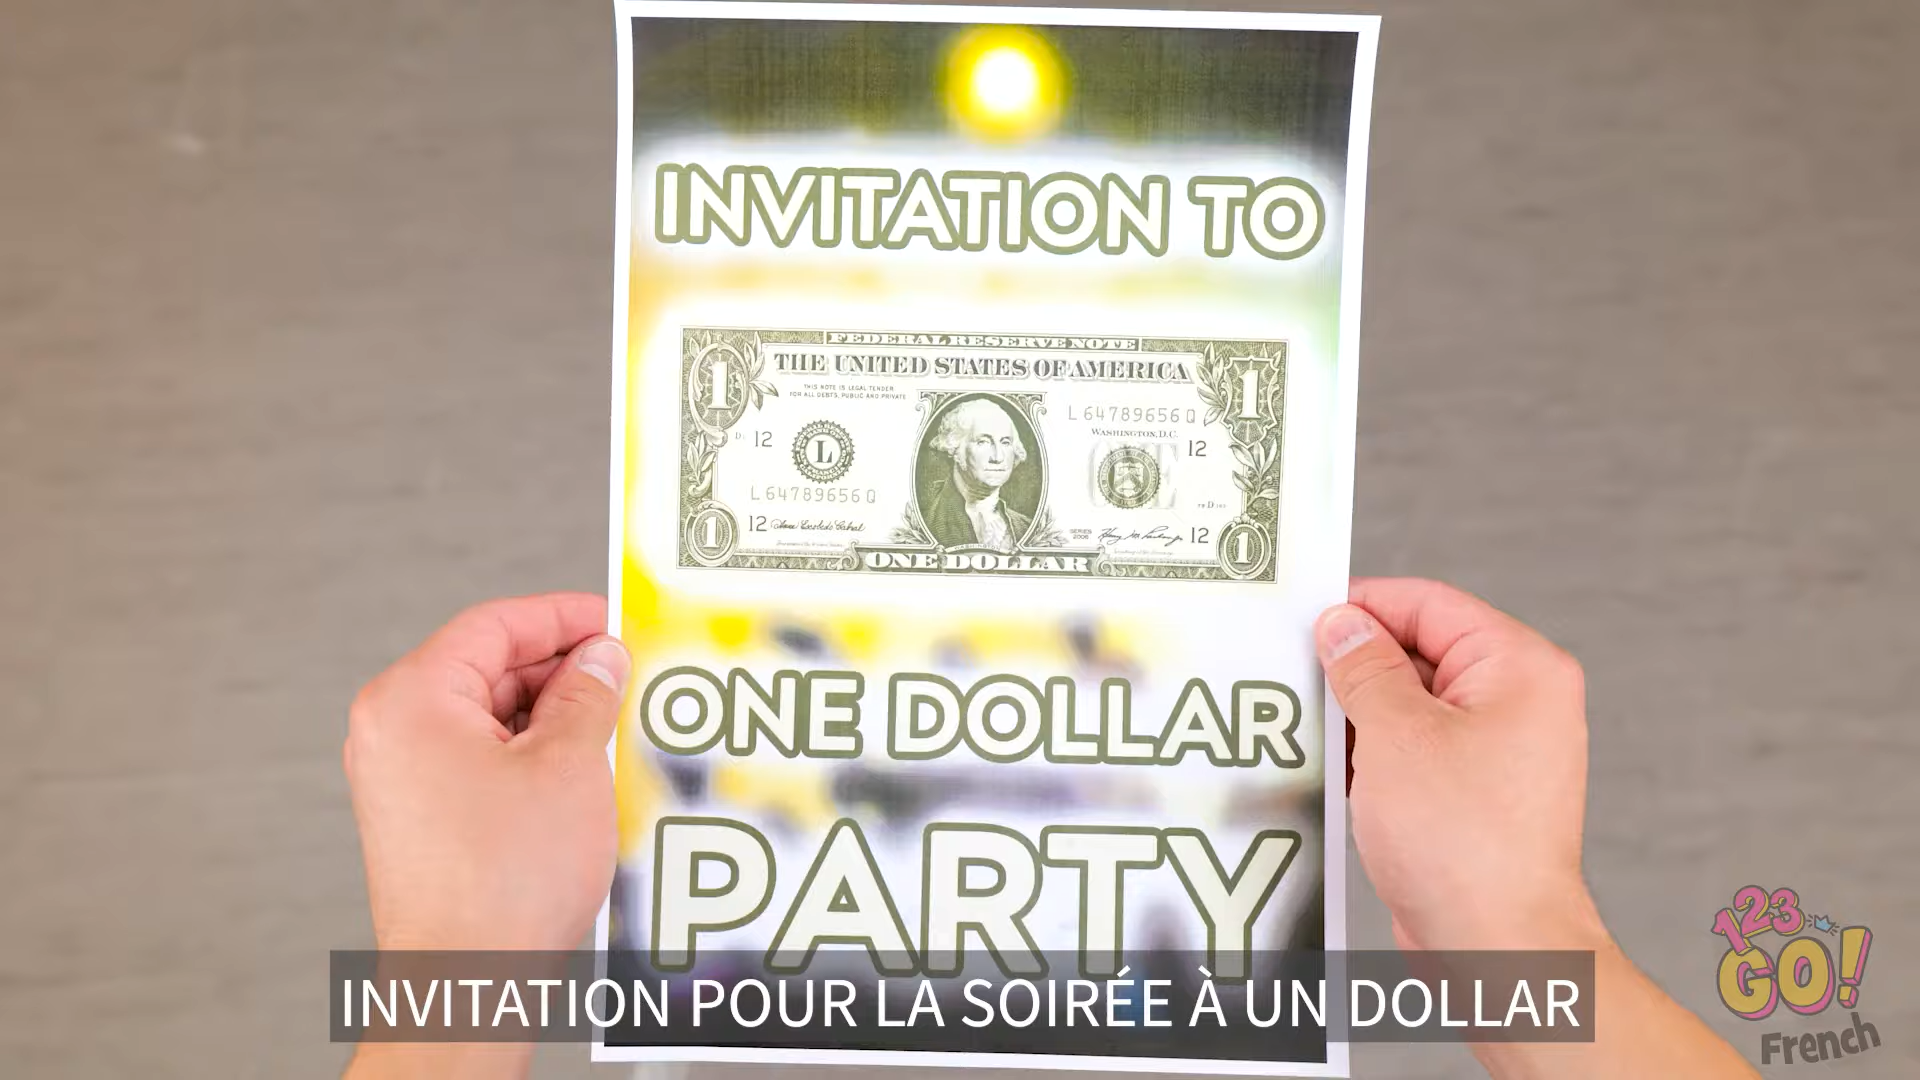 INVITATION TO
FEDERAL RESERVE NOTE
THE UNITED STATES OF AMERICA
THIS NOTE IS LEGAL TENDER
FOR ALL DEBTS, PUBLIC AND PRIVATE
L 64789656 Q
WASHINGTON, D.C.
12
12
L
L 64789656 Q
12
SERIES
2006
12
1
1
1
1
ONE DOLLAR
ONE DOLLAR
PARTY
INVITATION POUR LA SOIRÉE À UN DOLLAR
123
GO!
French